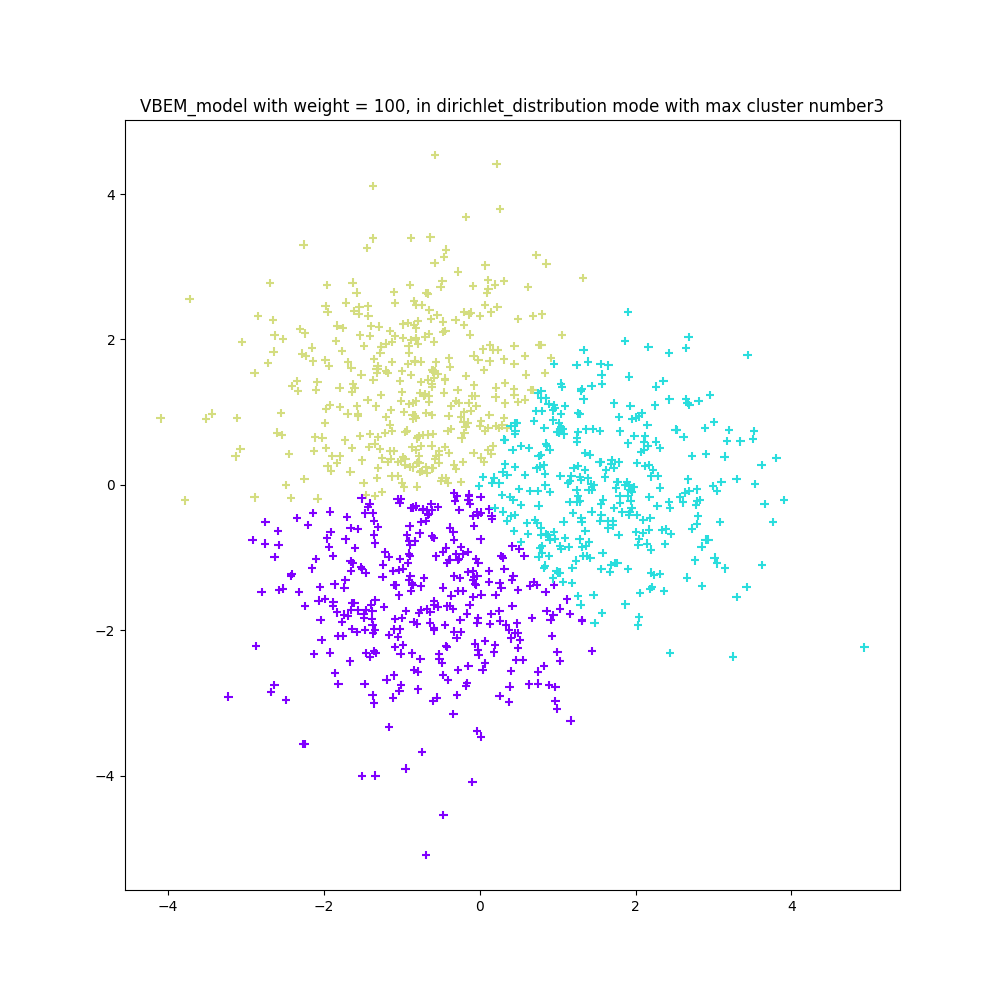 VBEM_model with weight = 100, in dirichlet_distribution mode with max cluster number3
4
2
0
−2
−4
−4 −2 0 2 4